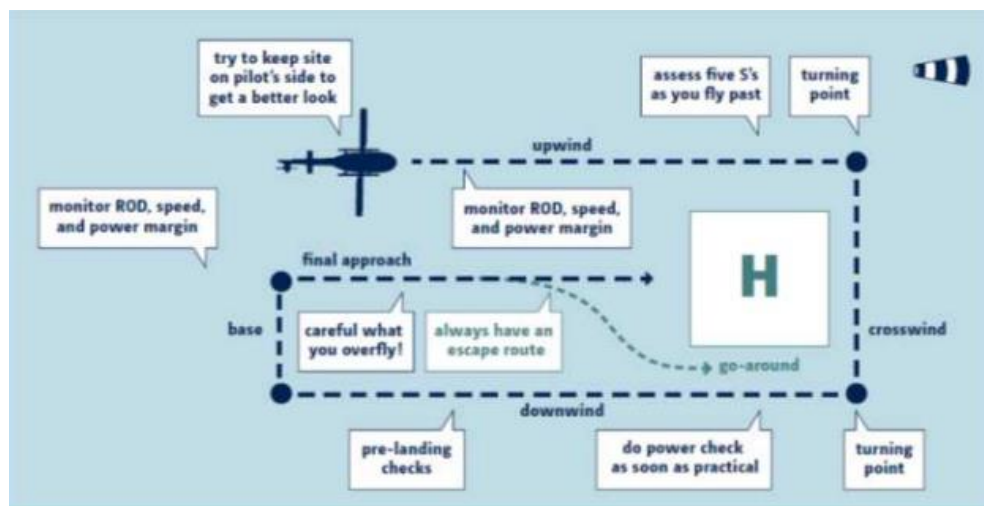 try to keep site
on pilot's side to
get a better look
assess five S's
as you fly past
turning
point
upwind
monitor ROD, speed,
and power margin
monitor ROD, speed,
and power margin
H
final approach
base
careful what
you overfly!
always have an
escape route
crosswind
go-around
downwind
pre-landing
checks
do power check
as soon as practical
turning
point